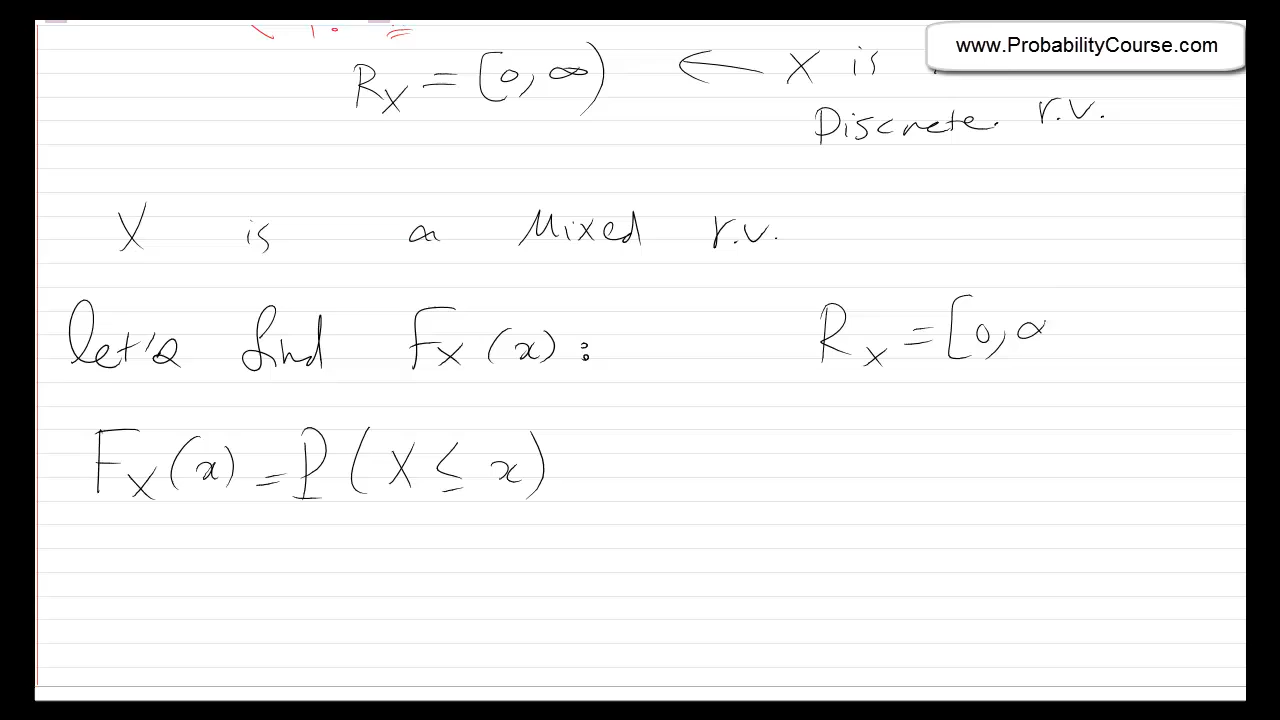 www.ProbabilityCourse.com
R_X = [0, ∞) ← X is
Discrete r.v.
X is a Mixed r.v.
let's find F_X(x): R_X = [0, ∝
F_X(x) = P(X ≤ x)